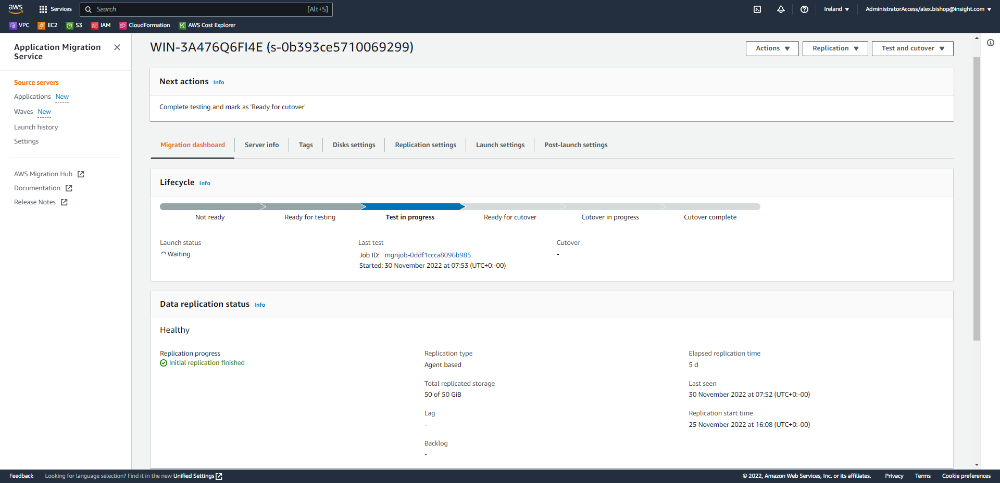 aws
Services
Search
[Alt+S]
Ireland
AdministratorAccess/alex.bishop@insight.com
VPC
EC2
S3
IAM
CloudFormation
AWS Cost Explorer
Application Migration
Service
Source servers
Applications New
Waves New
Launch history
Settings
AWS Migration Hub
Documentation
Release Notes
WIN-3A476Q6FI4E (s-0b393ce5710069299)
Actions
Replication
Test and cutover
Next actions Info
Complete testing and mark as 'Ready for cutover'
Migration dashboard
Server info
Tags
Disks settings
Replication settings
Launch settings
Post-launch settings
Lifecycle Info
Not ready
Ready for testing
Test in progress
Ready for cutover
Cutover in progress
Cutover complete
Launch status
Waiting
Last test
Job ID: mgnjob-0ddf1ccca8096b985
Started: 30 November 2022 at 07:53 (UTC+0:-00)
Cutover
-
Data replication status Info
Healthy
Replication progress
Initial replication finished
Replication type
Agent based
Total replicated storage
50 of 50 GiB
Lag
-
Backlog
-
Elapsed replication time
5 d
Last seen
30 November 2022 at 07:52 (UTC+0:-00)
Replication start time
25 November 2022 at 16:08 (UTC+0:-00)
Feedback
Looking for language selection? Find it in the new Unified Settings
© 2022, Amazon Web Services, Inc. or its affiliates.
Privacy
Terms
Cookie preferences